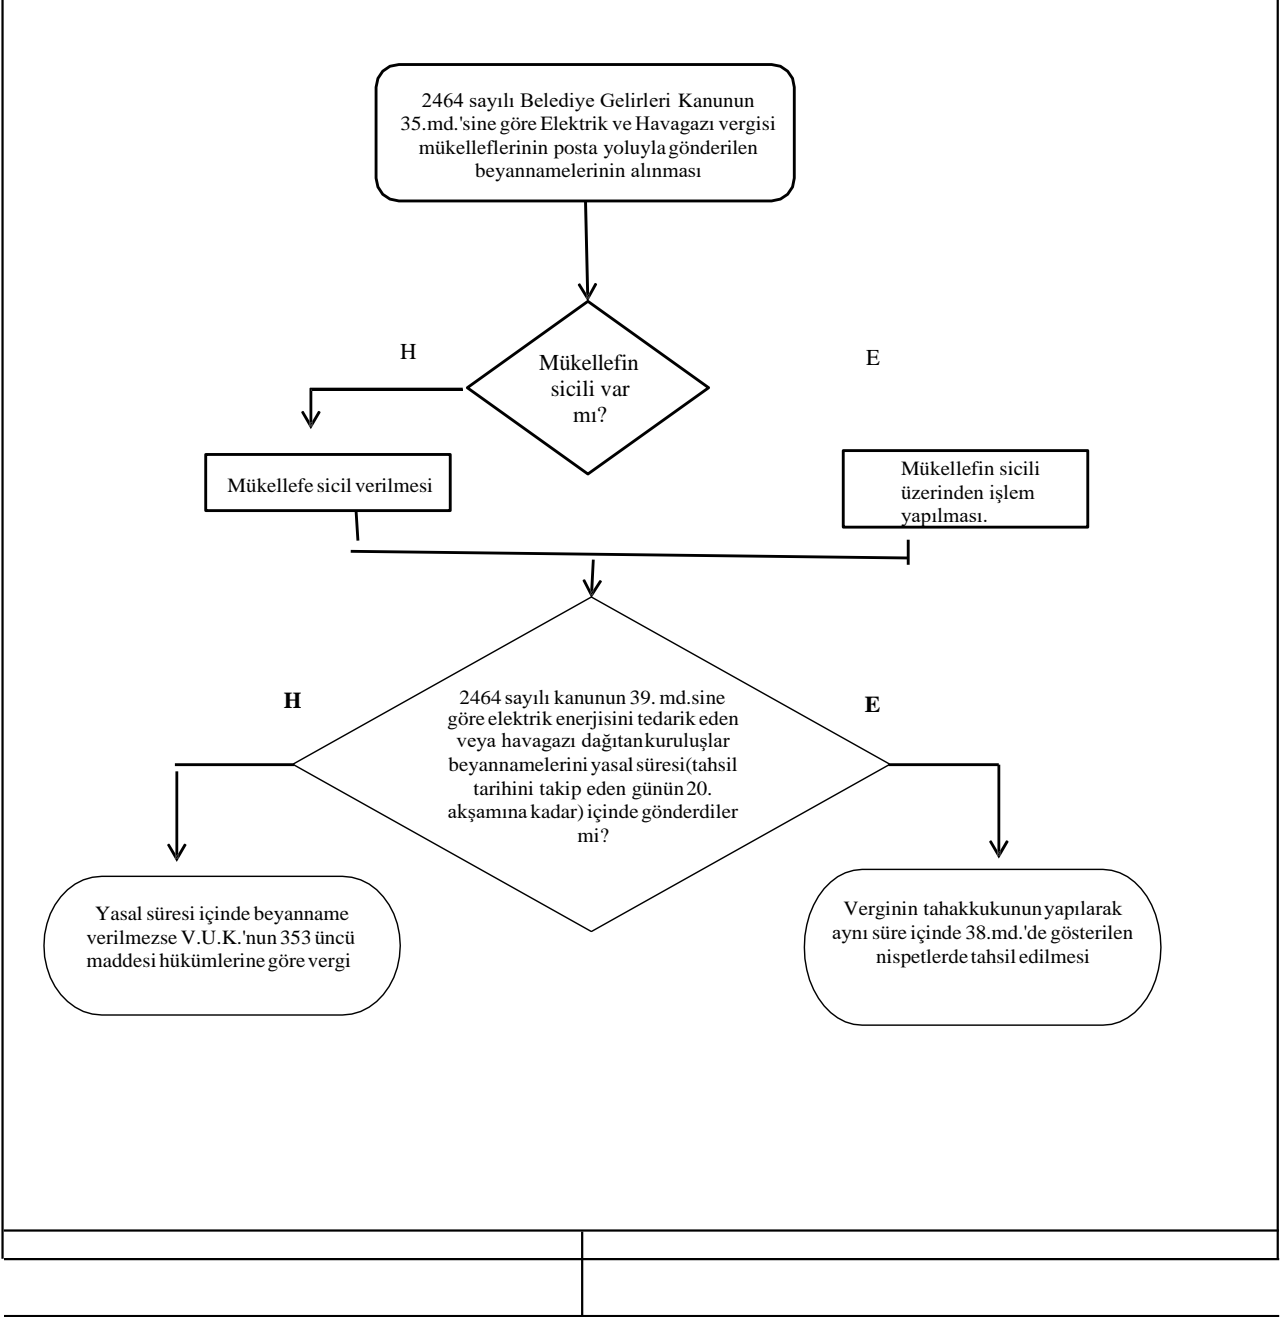 2464 sayılı Belediye Gelirleri Kanunun
35.md.'sine göre Elektrik ve Havagazı vergisi
mükelleflerinin posta yoluyla gönderilen
beyannamelerinin alınması
H
E
Mükellefin
sicili var
mı?
Mükellefe sicil verilmesi
Mükellefin sicili
üzerinden işlem
yapılması.
H
E
2464 sayılı kanunun 39. md.sine
göre elektrik enerjisini tedarik eden
veya havagazı dağıtan kuruluşlar
beyannamelerini yasal süresi(tahsil
tarihini takip eden günün 20.
akşamına kadar) içinde gönderdiler
mi?
Yasal süresi içinde beyanname
verilmezse V.U.K.'nun 353 üncü
maddesi hükümlerine göre vergi
Verginin tahakkukunun yapılarak
aynı süre içinde 38.md.'de gösterilen
nispetlerde tahsil edilmesi